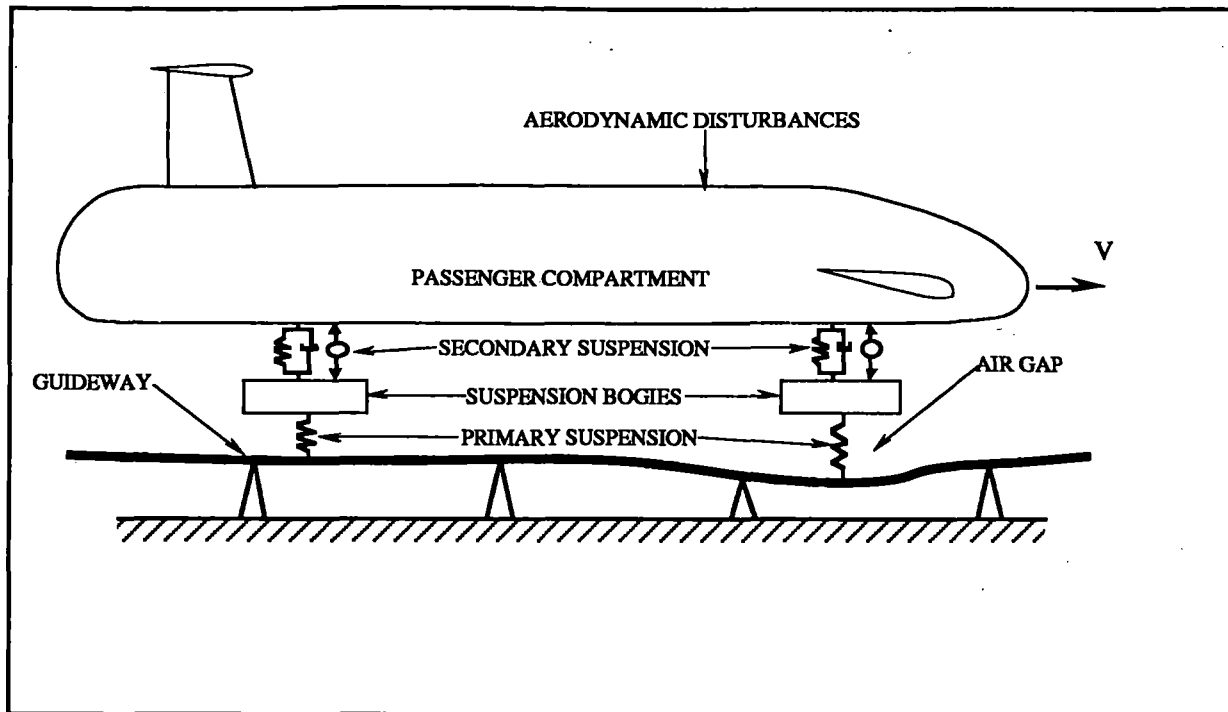 AERODYNAMIC DISTURBANCES
V
PASSENGER COMPARTMENT
SECONDARY SUSPENSION
AIR GAP
GUIDEWAY
SUSPENSION BOGIES
PRIMARY SUSPENSION